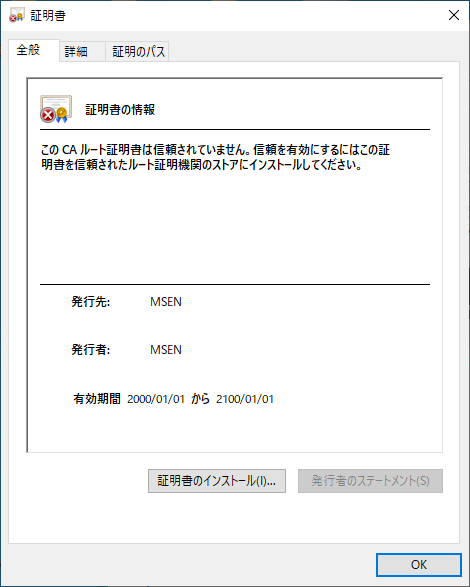 証明書
全般 詳細 証明のパス
証明書の情報
この CA ルート証明書は信頼されていません。信頼を有効にするにはこの証
明書を信頼されたルート証明機関のストアにインストールしてください。
発行先: MSEN
発行者: MSEN
有効期間 2000/01/01 から 2100/01/01
証明書のインストール(I)... 発行者のステートメント(S)
OK